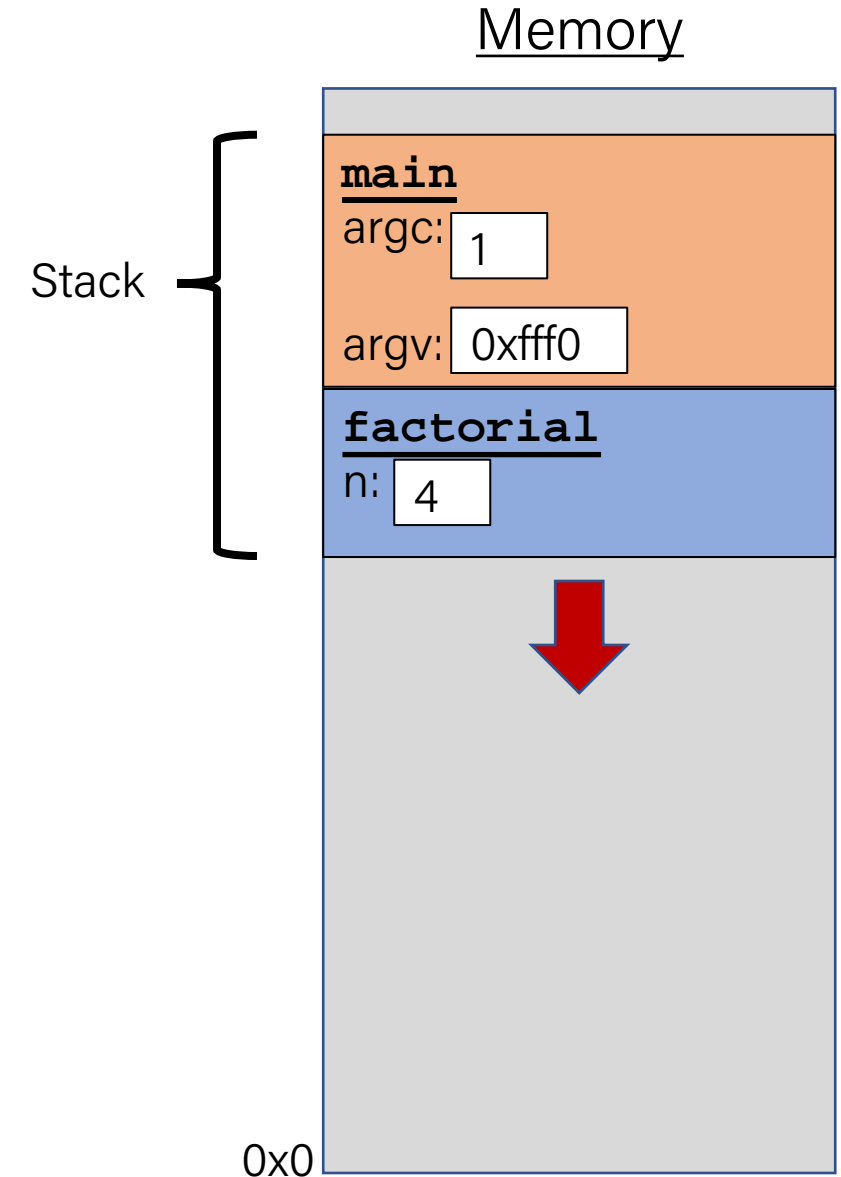 Memory
main
argc: 1
Stack
argv: 0xfff0
factorial
n: 4
0x0